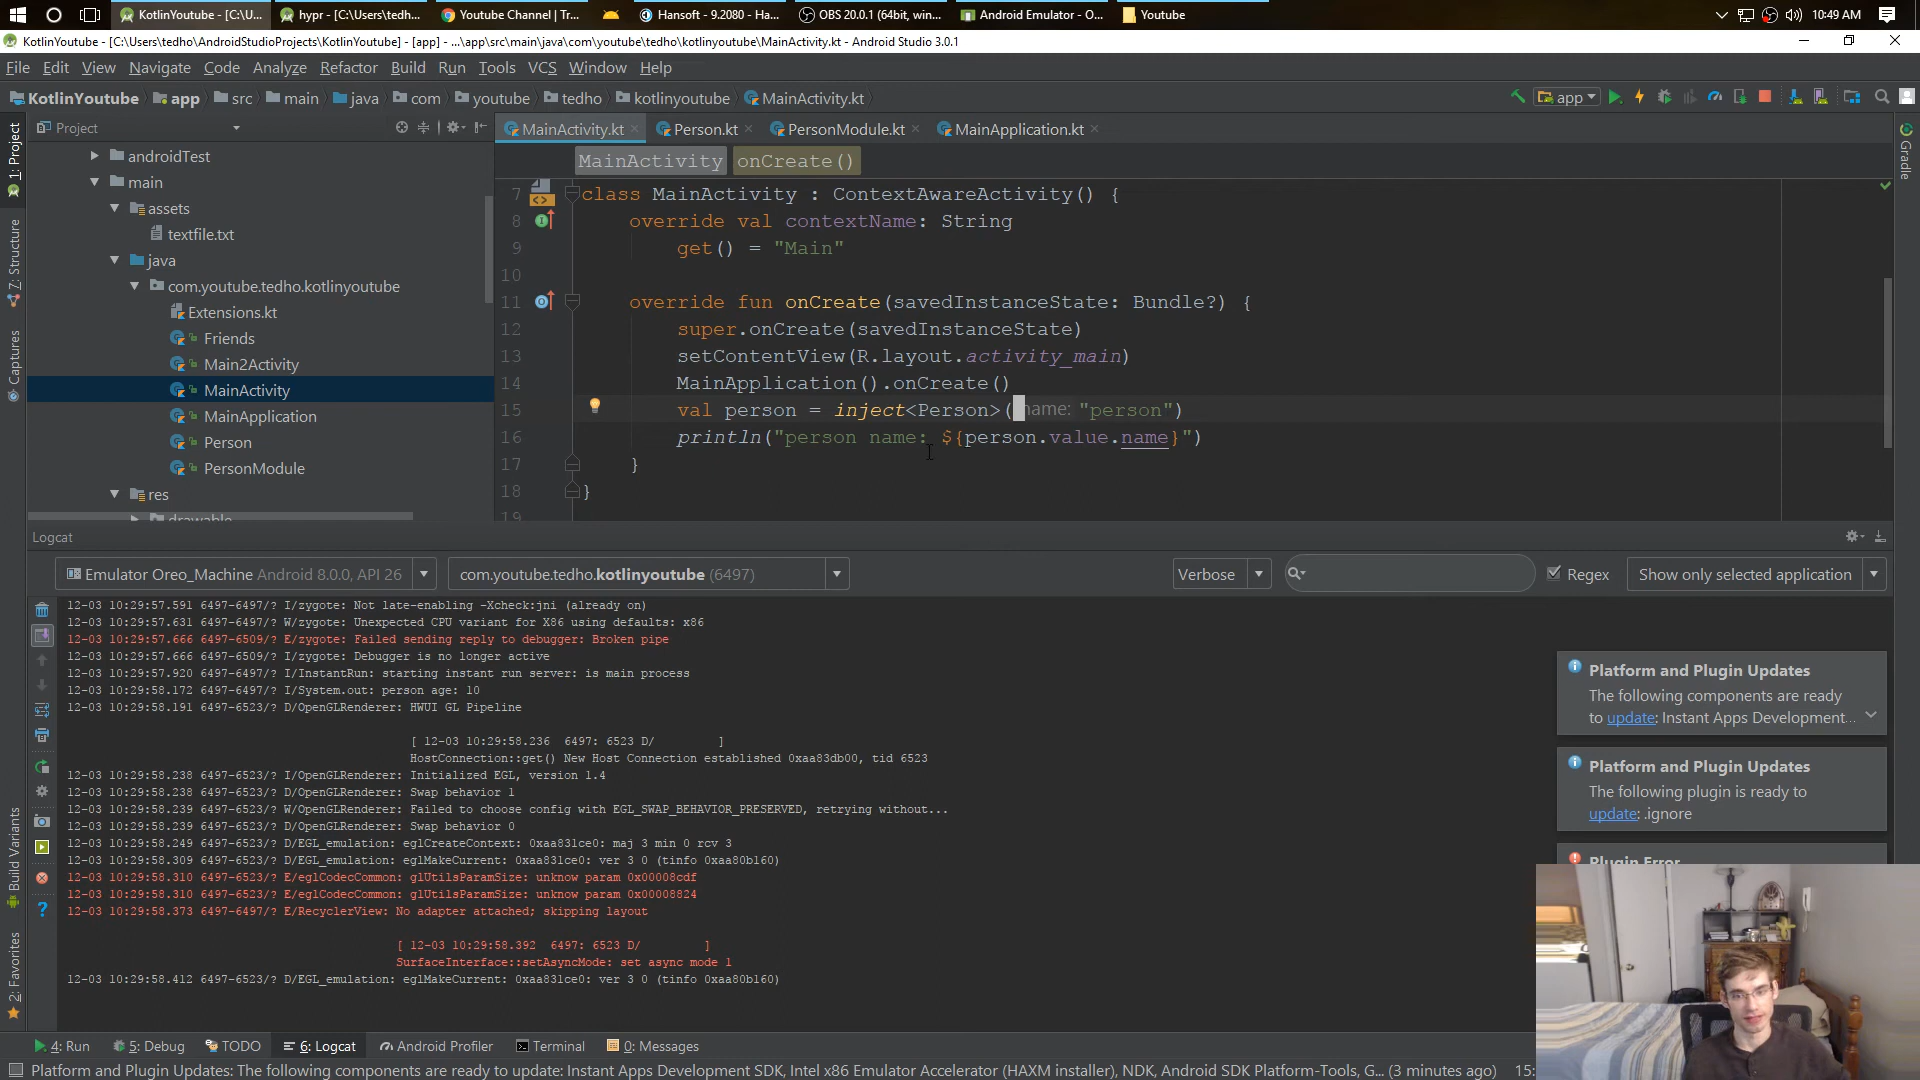 KotlinYoutube - [C:\U...
hypr - [C:\Users\tedh...
Youtube Channel | Tr...
Hansoft - 9.2080 - Ha...
OBS 20.0.1 (64bit, win...
Android Emulator - O...
Youtube
10:49 AM
KotlinYoutube - [C:\Users\tedho\AndroidStudioProjects\KotlinYoutube] - [app] - ...\app\src\main\java\com\youtube\tedho\kotlinyoutube\MainActivity.kt - Android Studio 3.0.1
File Edit View Navigate Code Analyze Refactor Build Run Tools VCS Window Help
KotlinYoutube app src main java com youtube tedho kotlinyoutube MainActivity.kt
app
1: Project
7: Structure
Captures
Build Variants
2: Favorites
Gradle
Project
androidTest
main
assets
textfile.txt
java
com.youtube.tedho.kotlinyoutube
Extensions.kt
Friends
Main2Activity
MainActivity
MainApplication
Person
PersonModule
res
drawable
MainActivity.kt Person.kt PersonModule.kt MainApplication.kt
MainActivity onCreate()
7 class MainActivity : ContextAwareActivity() {
8 override val contextName: String
9 get() = "Main"
10
11 override fun onCreate(savedInstanceState: Bundle?) {
12 super.onCreate(savedInstanceState)
13 setContentView(R.layout.activity_main)
14 MainApplication().onCreate()
15 val person = inject<Person>( name: "person")
16 println("person name: ${person.value.name}")
17 }
18 }
19
Logcat
Emulator Oreo_Machine Android 8.0.0, API 26
com.youtube.tedho.kotlinyoutube (6497)
Verbose
Regex
Show only selected application
12-03 10:29:57.591 6497-6497/? I/zygote: Not late-enabling -Xcheck:jni (already on)
12-03 10:29:57.631 6497-6497/? W/zygote: Unexpected CPU variant for X86 using defaults: x86
12-03 10:29:57.666 6497-6509/? E/zygote: Failed sending reply to debugger: Broken pipe
12-03 10:29:57.666 6497-6509/? I/zygote: Debugger is no longer active
12-03 10:29:57.920 6497-6497/? I/InstantRun: starting instant run server: is main process
12-03 10:29:58.172 6497-6497/? I/System.out: person age: 10
12-03 10:29:58.191 6497-6523/? D/OpenGLRenderer: HWUI GL Pipeline
[ 12-03 10:29:58.236 6497: 6523 D/ ]
HostConnection::get() New Host Connection established 0xaa83db00, tid 6523
12-03 10:29:58.238 6497-6523/? I/OpenGLRenderer: Initialized EGL, version 1.4
12-03 10:29:58.238 6497-6523/? D/OpenGLRenderer: Swap behavior 1
12-03 10:29:58.239 6497-6523/? W/OpenGLRenderer: Failed to choose config with EGL_SWAP_BEHAVIOR_PRESERVED, retrying without...
12-03 10:29:58.239 6497-6523/? D/OpenGLRenderer: Swap behavior 0
12-03 10:29:58.249 6497-6523/? D/EGL_emulation: eglCreateContext: 0xaa831ce0: maj 3 min 0 rcv 3
12-03 10:29:58.309 6497-6523/? D/EGL_emulation: eglMakeCurrent: 0xaa831ce0: ver 3 0 (tinfo 0xaa80b160)
12-03 10:29:58.310 6497-6523/? E/eglCodecCommon: glUtilsParamSize: unknow param 0x00008cdf
12-03 10:29:58.310 6497-6523/? E/eglCodecCommon: glUtilsParamSize: unknow param 0x00008824
12-03 10:29:58.373 6497-6497/? E/RecyclerView: No adapter attached; skipping layout
[ 12-03 10:29:58.392 6497: 6523 D/ ]
SurfaceInterface::setAsyncMode: set async mode 1
12-03 10:29:58.412 6497-6523/? D/EGL_emulation: eglMakeCurrent: 0xaa831ce0: ver 3 0 (tinfo 0xaa80b160)
Platform and Plugin Updates
The following components are ready
to update: Instant Apps Development...
Platform and Plugin Updates
The following plugin is ready to
update: .ignore
Plugin Error
4: Run 5: Debug TODO 6: Logcat Android Profiler Terminal 0: Messages
Platform and Plugin Updates: The following components are ready to update: Instant Apps Development SDK, Intel x86 Emulator Accelerator (HAXM installer), NDK, Android SDK Platform-Tools, G... (3 minutes ago)
15: